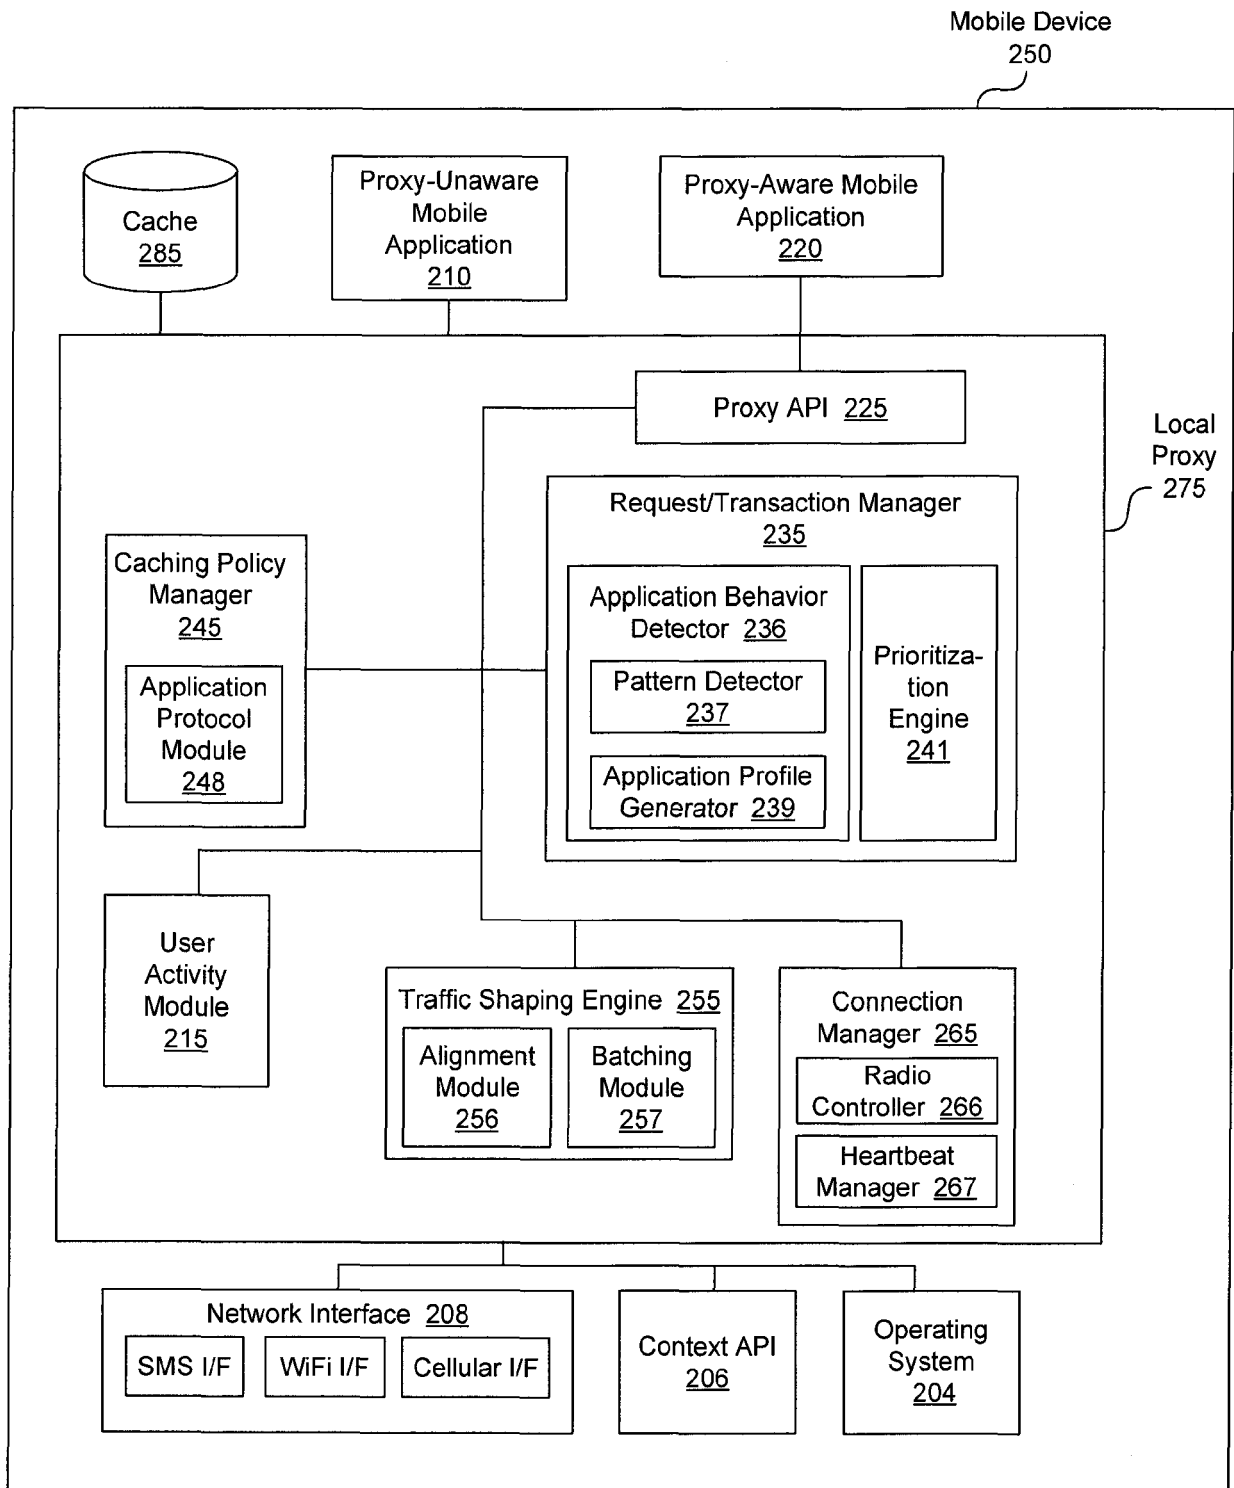 Mobile Device
250
Cache
285
Proxy-Unaware
Mobile
Application
210
Proxy-Aware Mobile
Application
220
Proxy API 225
Local
Proxy
275
Request/Transaction Manager
235
Caching Policy
Manager
245
Application
Protocol
Module
248
Application Behavior
Detector 236
Pattern Detector
237
Application Profile
Generator 239
Prioritiza-
tion
Engine
241
User
Activity
Module
215
Traffic Shaping Engine 255
Alignment
Module
256
Batching
Module
257
Connection
Manager 265
Radio
Controller 266
Heartbeat
Manager 267
Network Interface 208
SMS I/F
WiFi I/F
Cellular I/F
Context API
206
Operating
System
204